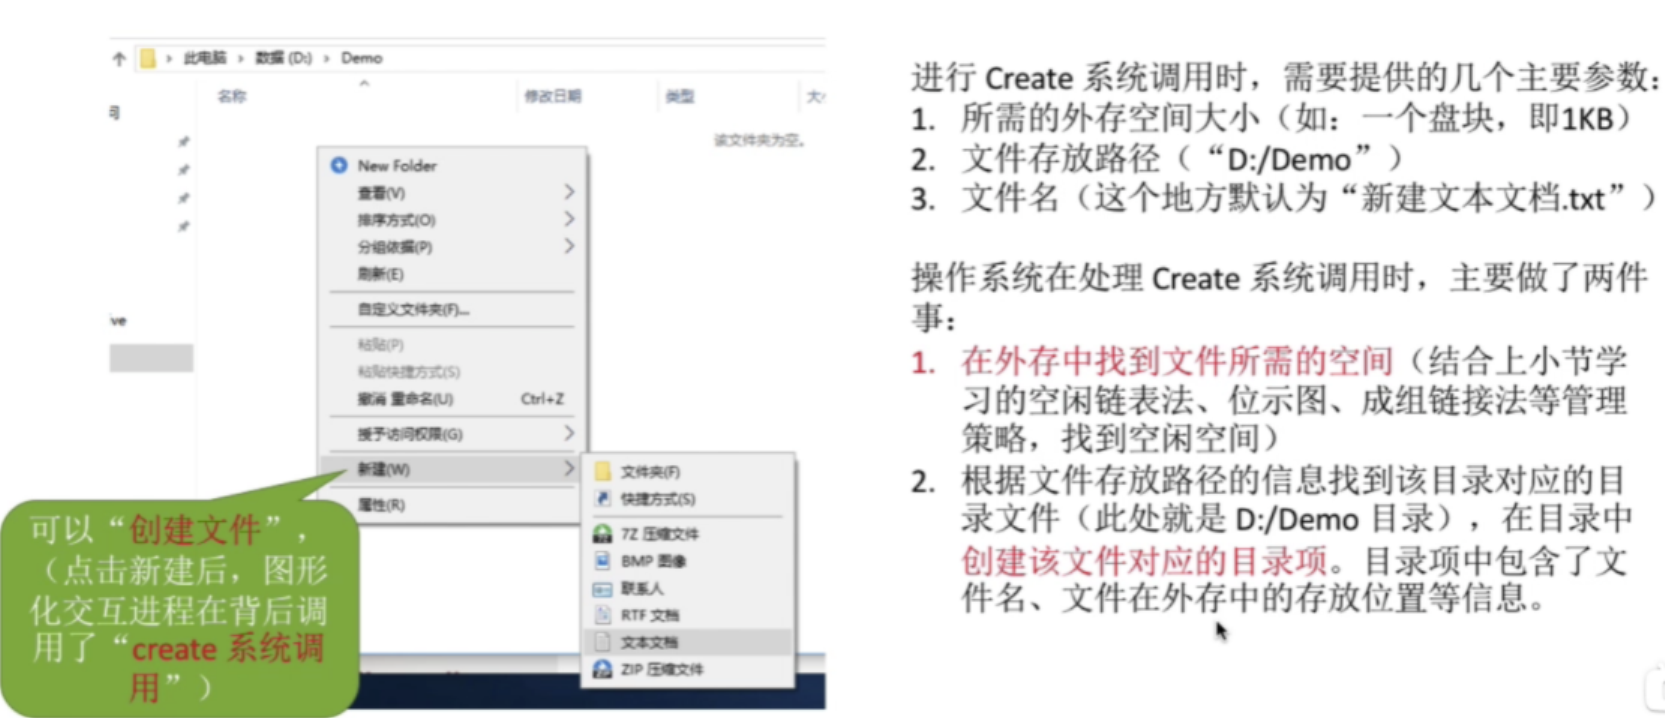 此电脑 > 数据 (D:) > Demo
名称 修改日期 类型
该文件夹为空。
New Folder
查看(V)
排序方式(O)
分组依据(P)
刷新(E)
自定义文件夹(F)...
粘贴(P)
粘贴快捷方式(S)
撤消 重命名(U) Ctrl+Z
授予访问权限(G)
新建(W)
属性(R)
文件夹(F)
快捷方式(S)
7Z 压缩文件
BMP 图像
联系人
RTF 文档
文本文档
ZIP 压缩文件
可以“创建文件”，
（点击新建后，图形
化交互进程在背后调
用了“create 系统调
用”）
进行 Create 系统调用时，需要提供的几个主要参数：
1. 所需的外存空间大小（如：一个盘块，即1KB）
2. 文件存放路径（“D:/Demo”）
3. 文件名（这个地方默认为“新建文本文档.txt”）
操作系统在处理 Create 系统调用时，主要做了两件
事：
1. 在外存中找到文件所需的空间（结合上小节学
习的空闲链表法、位示图、成组链接法等管理
策略，找到空闲空间）
2. 根据文件存放路径的信息找到该目录对应的目
录文件（此处就是 D:/Demo 目录），在目录中
创建该文件对应的目录项。目录项中包含了文
件名、文件在外存中的存放位置等信息。